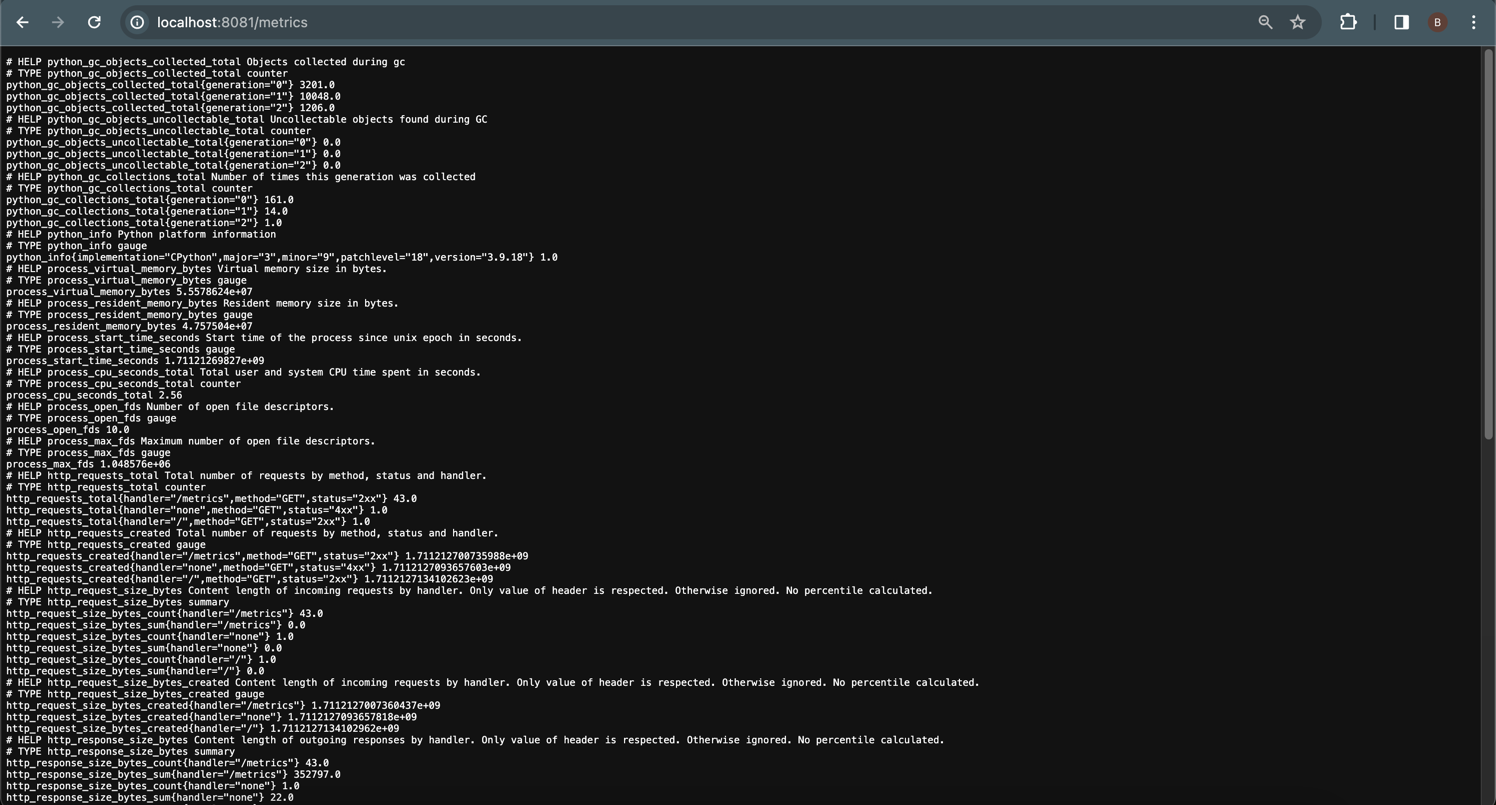 localhost:8081/metrics
B
# HELP python_gc_objects_collected_total Objects collected during gc
# TYPE python_gc_objects_collected_total counter
python_gc_objects_collected_total{generation="0"} 3201.0
python_gc_objects_collected_total{generation="1"} 10048.0
python_gc_objects_collected_total{generation="2"} 1206.0
# HELP python_gc_objects_uncollectable_total Uncollectable objects found during GC
# TYPE python_gc_objects_uncollectable_total counter
python_gc_objects_uncollectable_total{generation="0"} 0.0
python_gc_objects_uncollectable_total{generation="1"} 0.0
python_gc_objects_uncollectable_total{generation="2"} 0.0
# HELP python_gc_collections_total Number of times this generation was collected
# TYPE python_gc_collections_total counter
python_gc_collections_total{generation="0"} 161.0
python_gc_collections_total{generation="1"} 14.0
python_gc_collections_total{generation="2"} 1.0
# HELP python_info Python platform information
# TYPE python_info gauge
python_info{implementation="CPython",major="3",minor="9",patchlevel="18",version="3.9.18"} 1.0
# HELP process_virtual_memory_bytes Virtual memory size in bytes.
# TYPE process_virtual_memory_bytes gauge
process_virtual_memory_bytes 5.5578624e+07
# HELP process_resident_memory_bytes Resident memory size in bytes.
# TYPE process_resident_memory_bytes gauge
process_resident_memory_bytes 4.757504e+07
# HELP process_start_time_seconds Start time of the process since unix epoch in seconds.
# TYPE process_start_time_seconds gauge
process_start_time_seconds 1.71121269827e+09
# HELP process_cpu_seconds_total Total user and system CPU time spent in seconds.
# TYPE process_cpu_seconds_total counter
process_cpu_seconds_total 2.56
# HELP process_open_fds Number of open file descriptors.
# TYPE process_open_fds gauge
process_open_fds 10.0
# HELP process_max_fds Maximum number of open file descriptors.
# TYPE process_max_fds gauge
process_max_fds 1.048576e+06
# HELP http_requests_total Total number of requests by method, status and handler.
# TYPE http_requests_total counter
http_requests_total{handler="/metrics",method="GET",status="2xx"} 43.0
http_requests_total{handler="none",method="GET",status="4xx"} 1.0
http_requests_total{handler="/",method="GET",status="2xx"} 1.0
# HELP http_requests_created Total number of requests by method, status and handler.
# TYPE http_requests_created gauge
http_requests_created{handler="/metrics",method="GET",status="2xx"} 1.711212700735988e+09
http_requests_created{handler="none",method="GET",status="4xx"} 1.7112127093657603e+09
http_requests_created{handler="/",method="GET",status="2xx"} 1.7112127134102623e+09
# HELP http_request_size_bytes Content length of incoming requests by handler. Only value of header is respected. Otherwise ignored. No percentile calculated.
# TYPE http_request_size_bytes summary
http_request_size_bytes_count{handler="/metrics"} 43.0
http_request_size_bytes_sum{handler="/metrics"} 0.0
http_request_size_bytes_count{handler="none"} 1.0
http_request_size_bytes_sum{handler="none"} 0.0
http_request_size_bytes_count{handler="/"} 1.0
http_request_size_bytes_sum{handler="/"} 0.0
# HELP http_request_size_bytes_created Content length of incoming requests by handler. Only value of header is respected. Otherwise ignored. No percentile calculated.
# TYPE http_request_size_bytes_created gauge
http_request_size_bytes_created{handler="/metrics"} 1.7112127007360437e+09
http_request_size_bytes_created{handler="none"} 1.7112127093657818e+09
http_request_size_bytes_created{handler="/"} 1.7112127134102962e+09
# HELP http_response_size_bytes Content length of outgoing responses by handler. Only value of header is respected. Otherwise ignored. No percentile calculated.
# TYPE http_response_size_bytes summary
http_response_size_bytes_count{handler="/metrics"} 43.0
http_response_size_bytes_sum{handler="/metrics"} 352797.0
http_response_size_bytes_count{handler="none"} 1.0
http_response_size_bytes_sum{handler="none"} 22.0